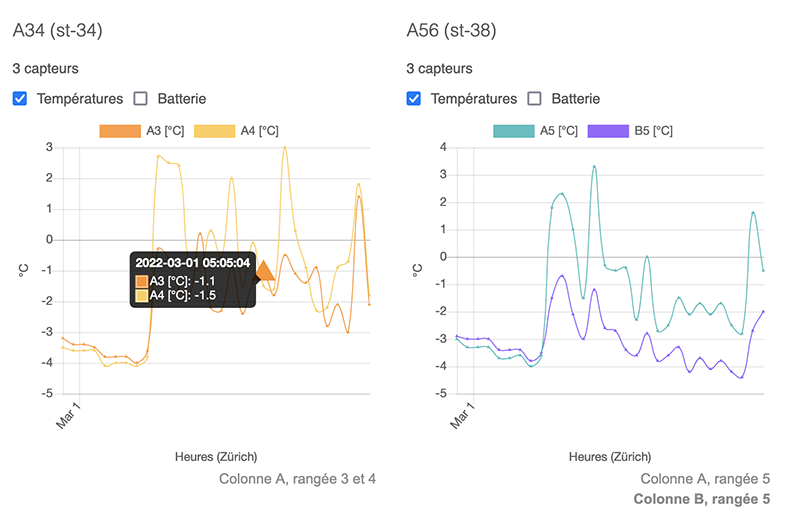 A34 (st-34)
3 capteurs
Températures Batterie
A3 [°C] A4 [°C]
3
2
1
0
-1
-2
-3
-4
-5
°C
2022-03-01 05:05:04
A3 [°C]: -1.1
A4 [°C]: -1.5
Mar 1
Heures (Zürich)
Colonne A, rangée 3 et 4
A56 (st-38)
3 capteurs
Températures Batterie
A5 [°C] B5 [°C]
4
3
2
1
0
-1
-2
-3
-4
-5
°C
Mar 1
Heures (Zürich)
Colonne A, rangée 5
Colonne B, rangée 5